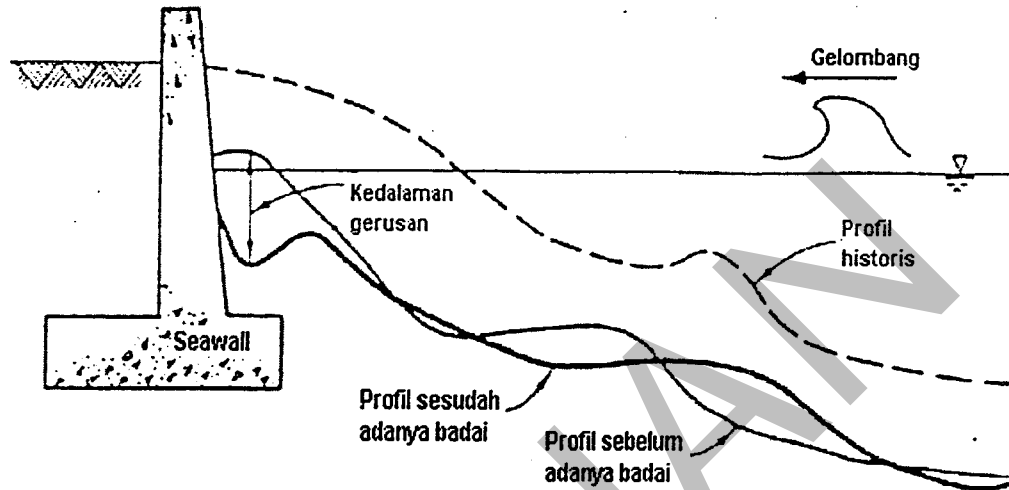 Gelombang
Kedalaman
gerusan
Profil
historis
Seawall
Profil sesudah
adanya badai
Profil sebelum
adanya badai